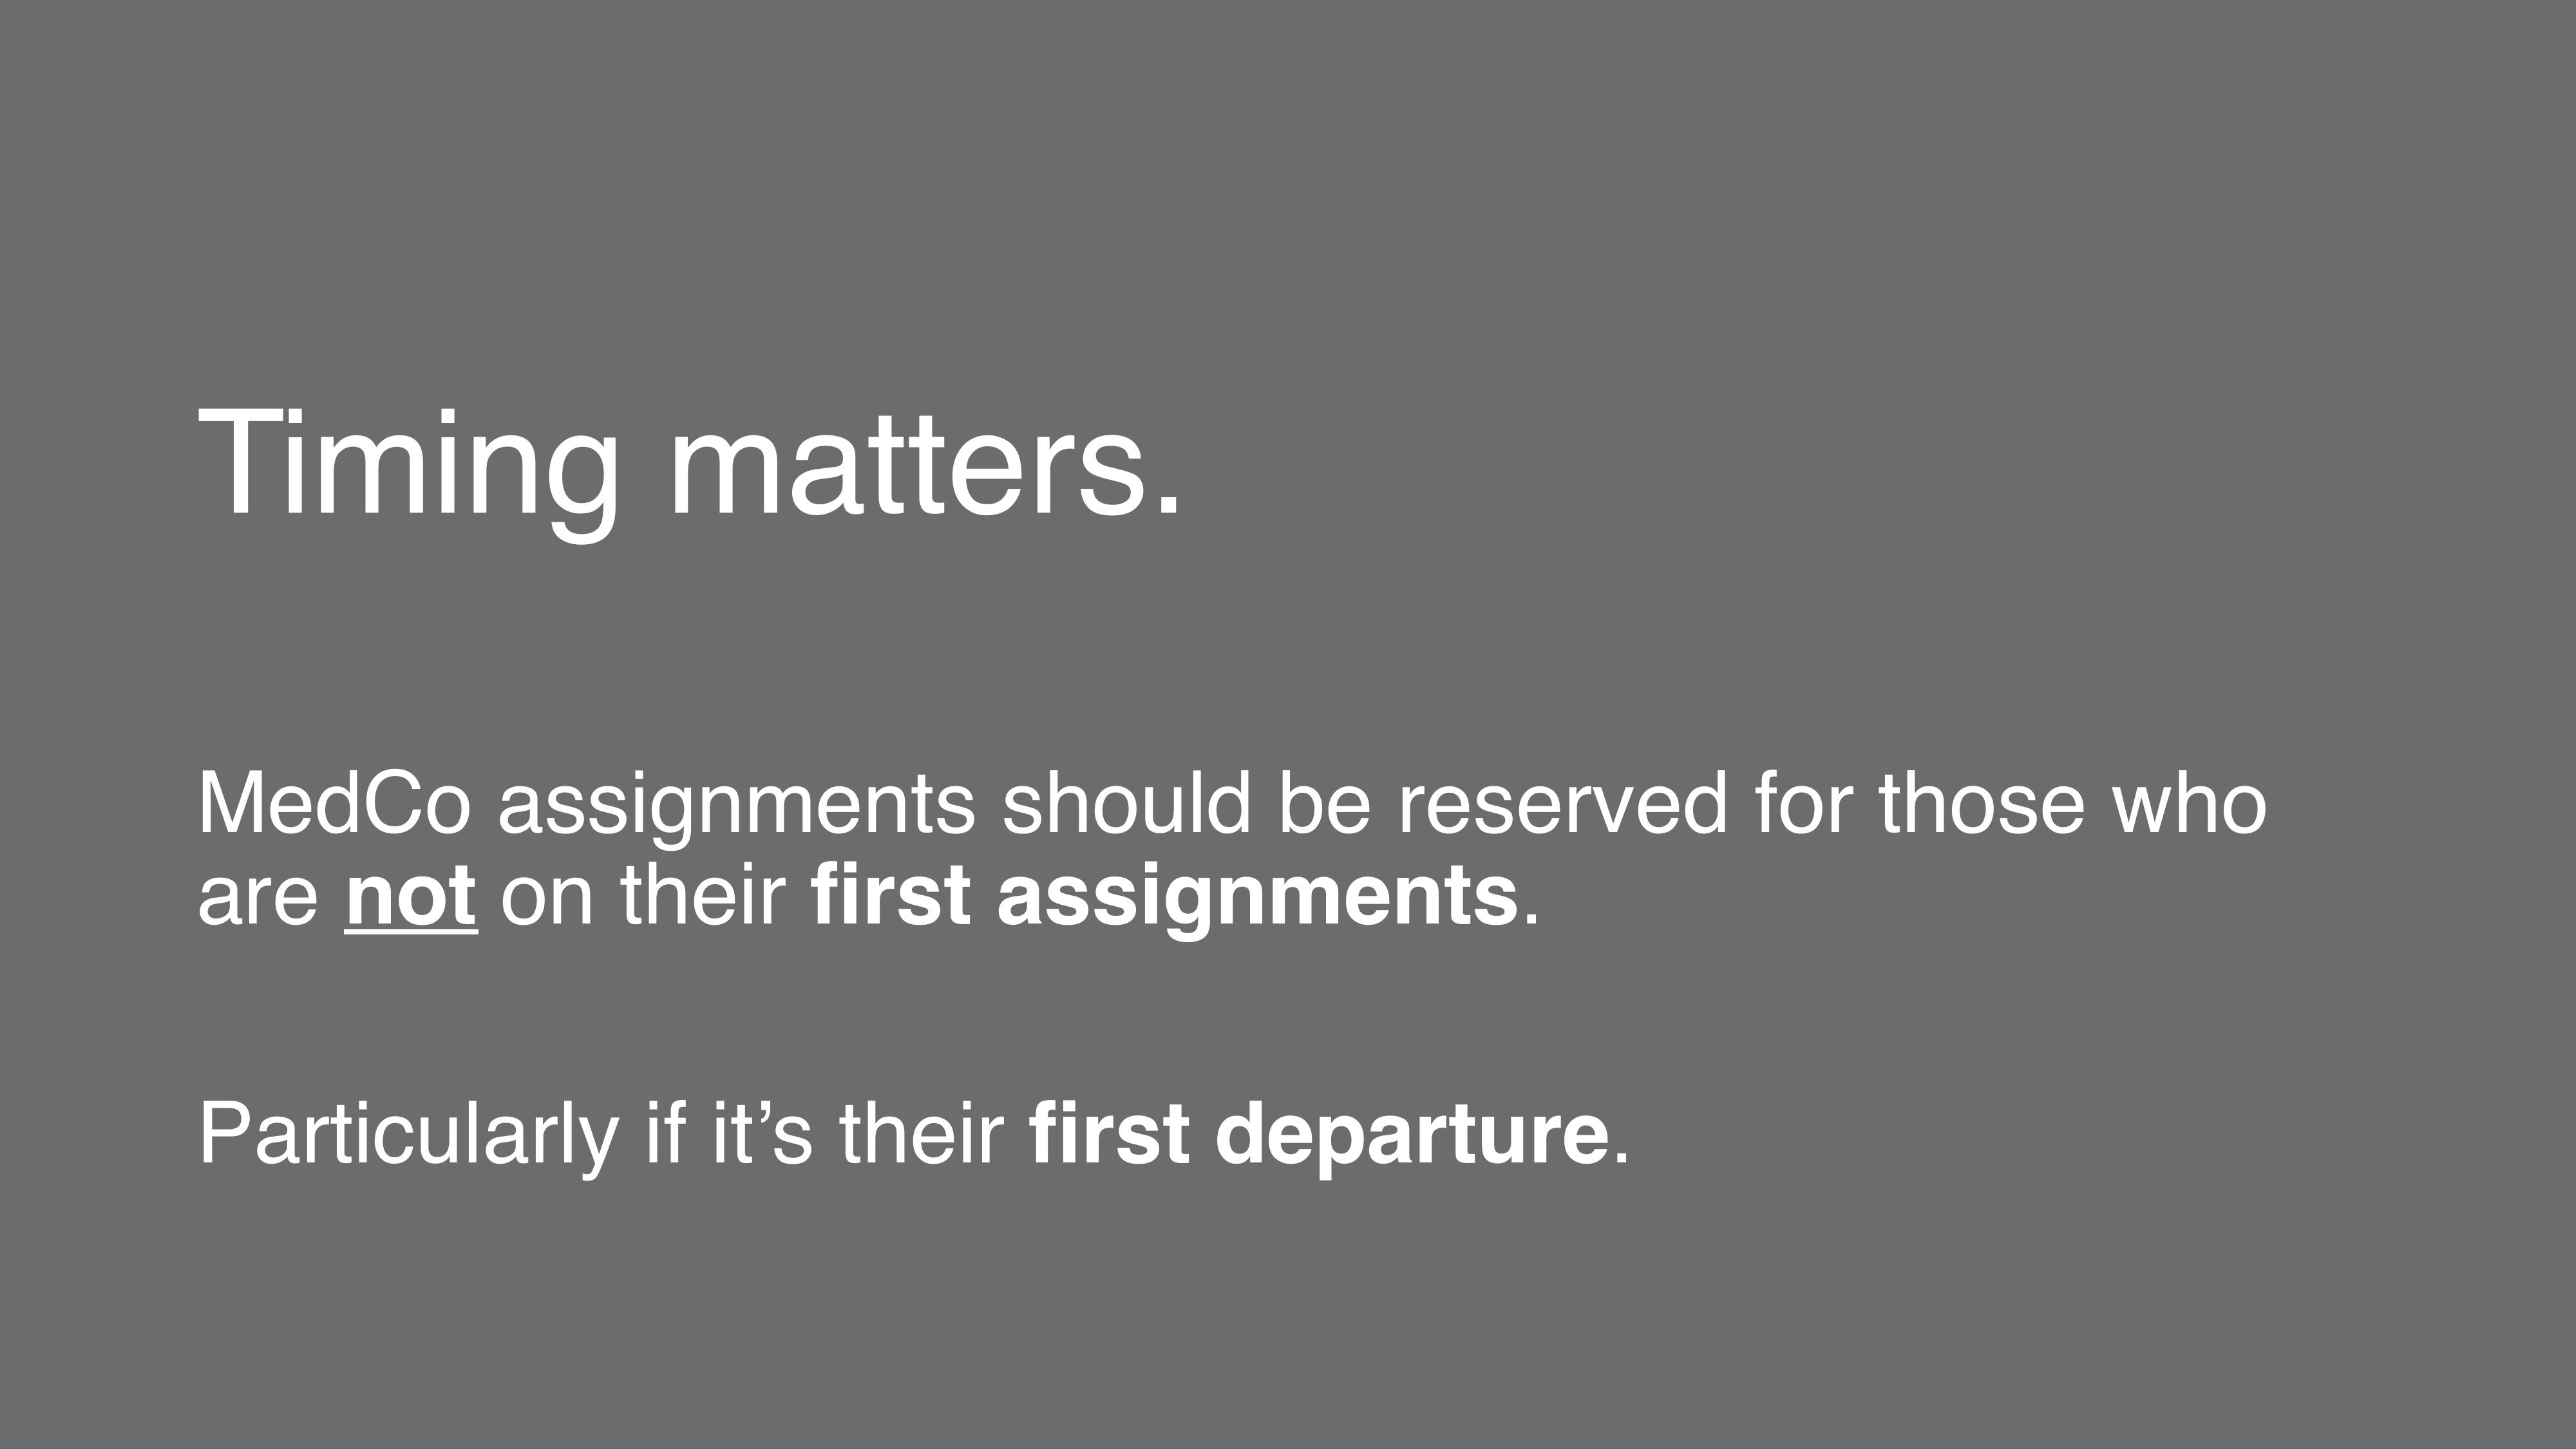 Timing matters.
MedCo assignments should be reserved for those who
are not on their first assignments.
Particularly if it’s their first departure.